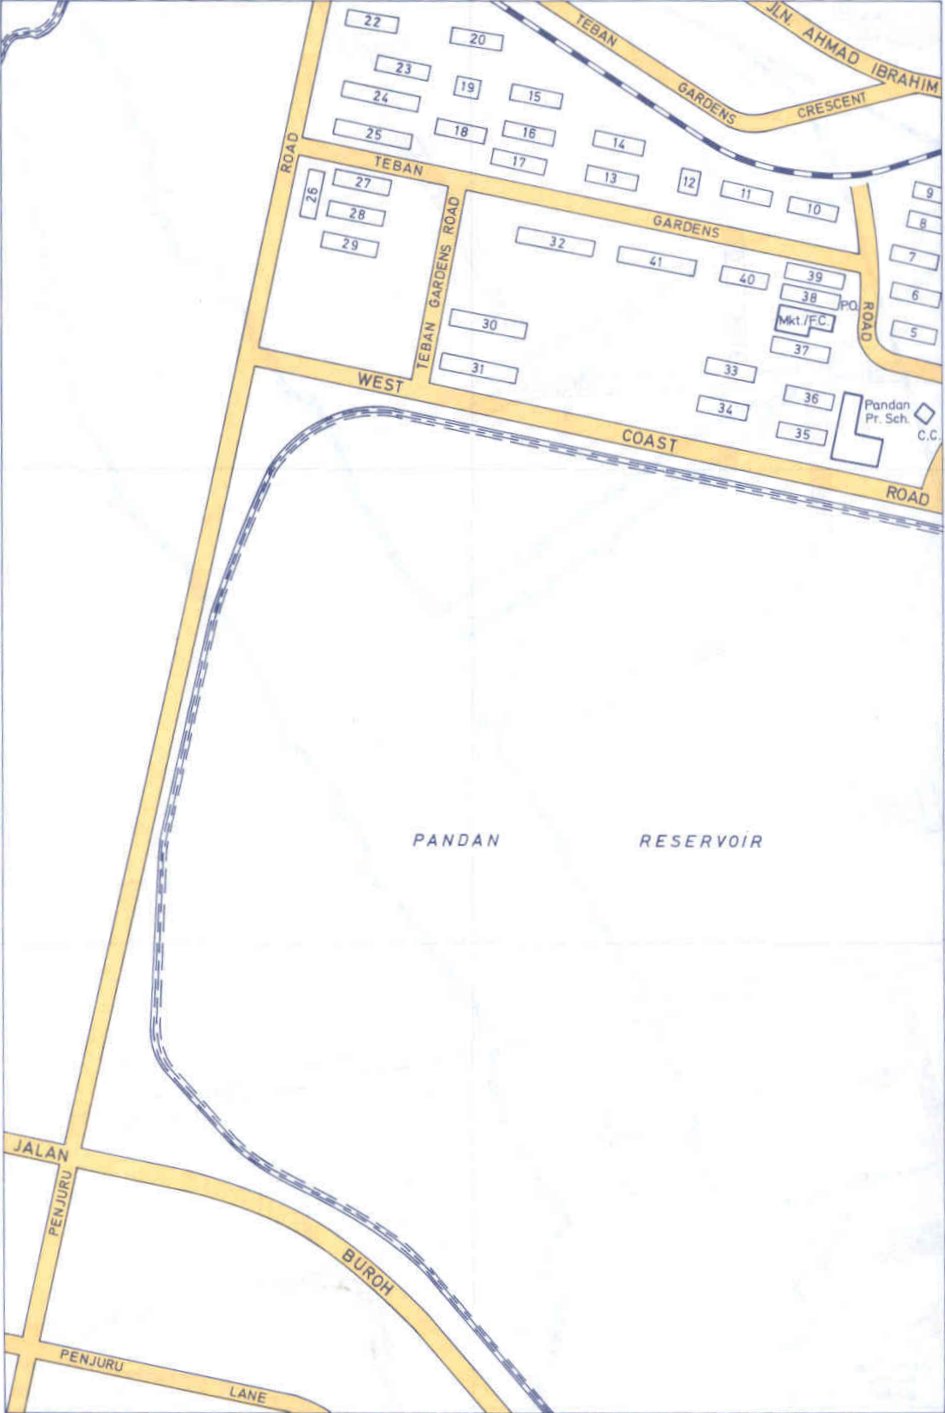 22
20
TEBAN
JLN. AHMAD IBRAHIM
23
19
24
15
GARDENS
CRESCENT
25
18
16
14
ROAD
TEBAN
17
27
26
13
12
11
9
28
10
8
GARDENS
29
TEBAN GARDENS ROAD
32
41
7
40
39
38
PO.
6
Mkt./F.C.
ROAD
30
5
37
31
33
WEST
36
34
Pandan
Pr. Sch.
35
C.C.
COAST
ROAD
PANDAN RESERVOIR
JALAN
PENJURU
BUROH
PENJURU
LANE